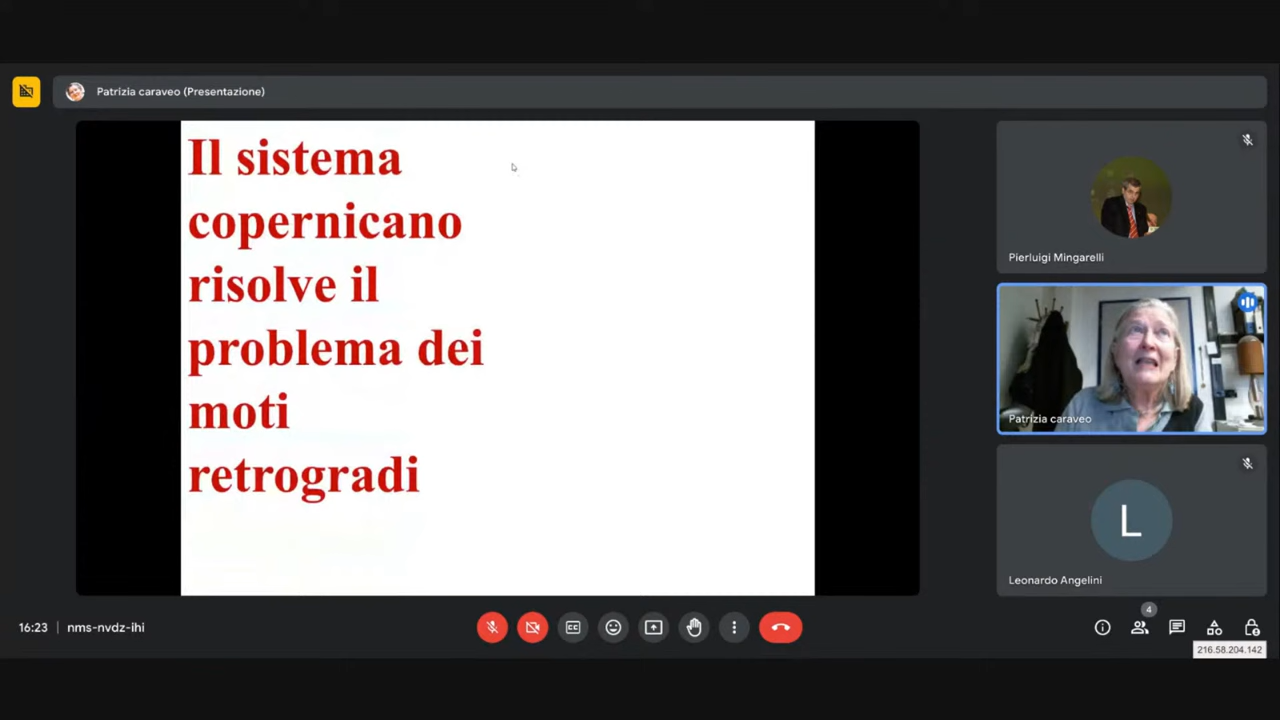 Patrizia caraveo (Presentazione)
Il sistema
copernicano
risolve il
problema dei
moti
retrogradi
Pierluigi Mingarelli
Patrizia caraveo
L
Leonardo Angelini
16:23 | nms-nvdz-ihi
CC
4
216.58.204.142